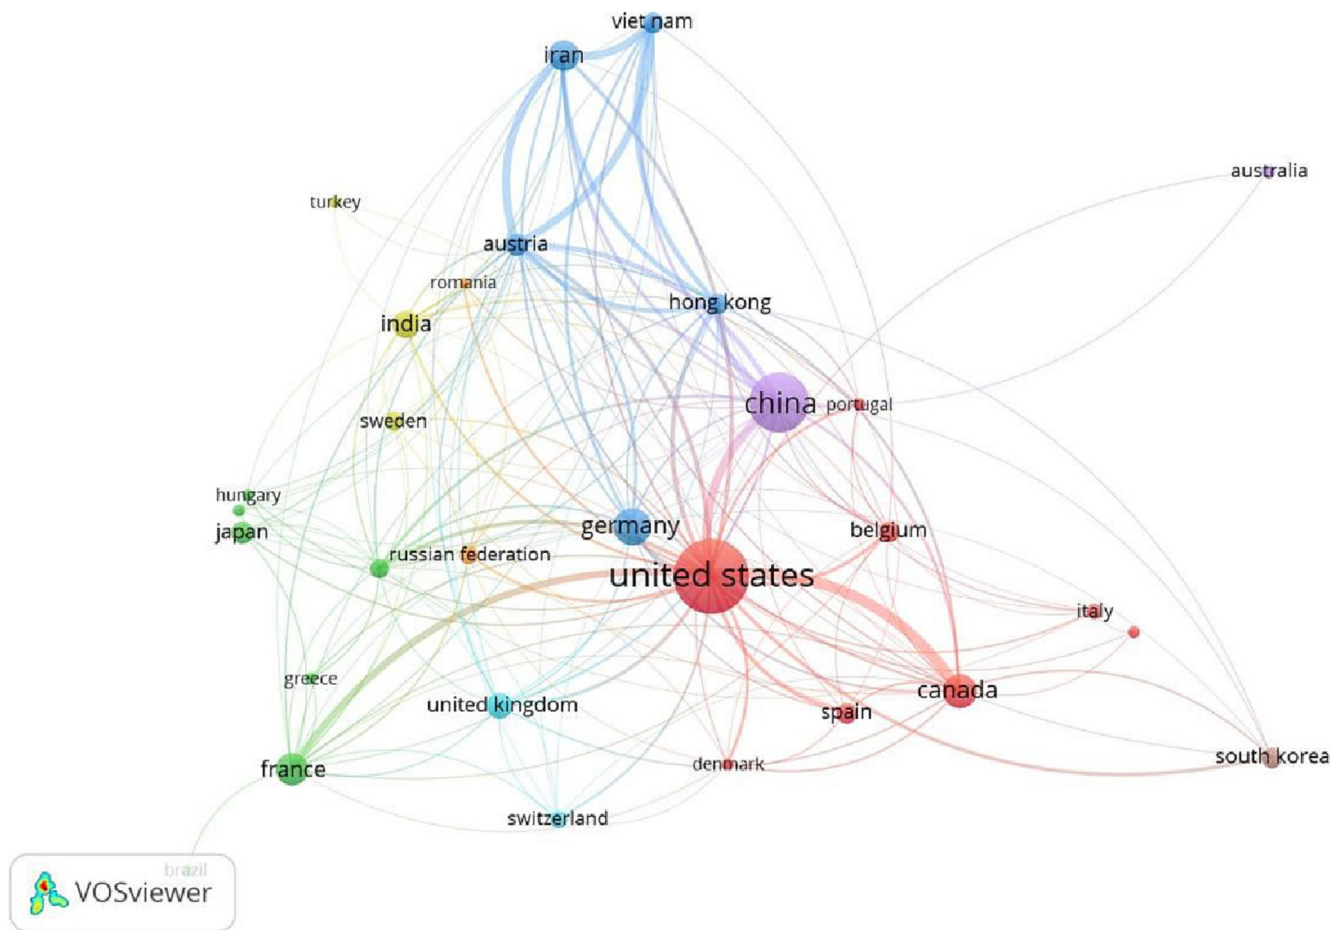 viet nam
iran
australia
turkey
austria
romania
hong kong
india
china
portugal
sweden
hungary
japan
germany
belgium
russian federation
united states
italy
greece
canada
united kingdom
spain
south korea
denmark
france
switzerland
brazil
VOSviewer